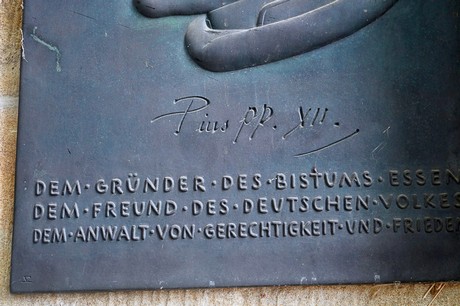 Pius pp. XII.
DEM·GRÜNDER·DES·BISTUMS·ESSEN
DEM·FREUND·DES·DEUTSCHEN·VOLKES
DEM·ANWALT·VON·GERECHTIGKEIT·UND·FRIEDE